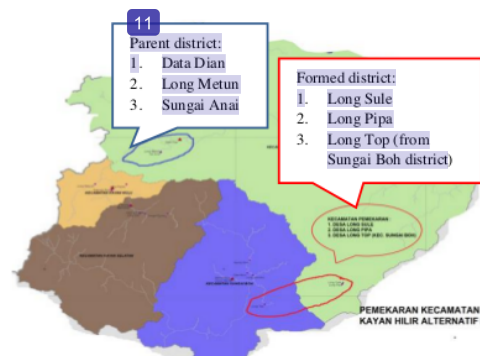 11
Parent district:
1. Data Dian
2. Long Metun
3. Sungai Anai
Formed district:
1. Long Sule
2. Long Pipa
3. Long Top (from
Sungai Boh district)
KECAMATAN PEMEKARAN :
1. DESA LONG SULE
2. DESA LONG PIPA
3. DESA LONG TOP (KEC. SUNGAI BOH)
PEMEKARAN KECAMATAN
KAYAN HILIR ALTERNATIF